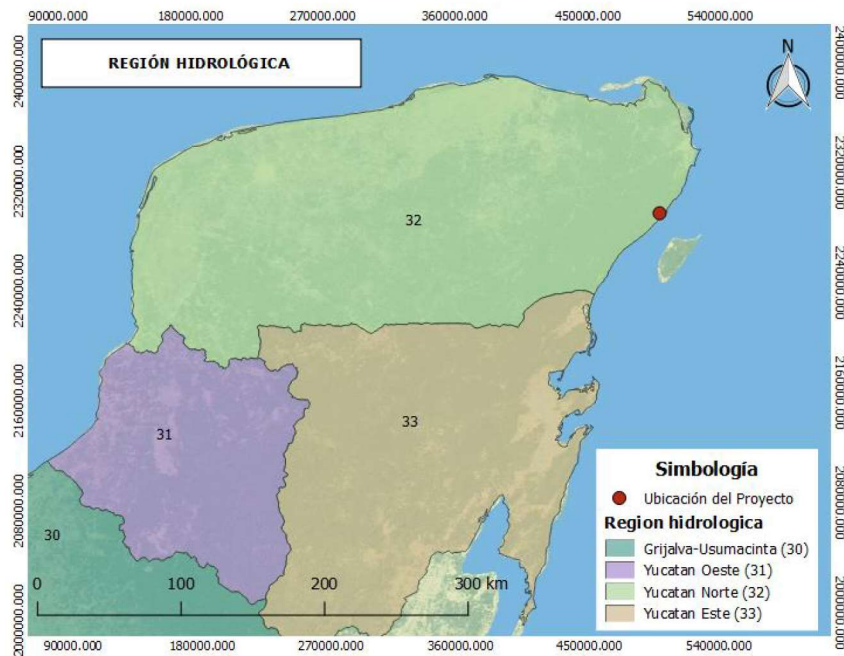 90000.000 180000.000 270000.000 360000.000 450000.000 540000.000
REGIÓN HIDROLÓGICA
N
2400000.000
2320000.000
2240000.000
2160000.000
2080000.000
2000000.000
2400000.000
2320000.000
22400000.000
2160000.000
2080000.000
2000000.000
32
31
33
30
Simbología
Ubicación del Proyecto
Region hidrologica
Grijalva-Usumacinta (30)
Yucatan Oeste (31)
Yucatan Norte (32)
Yucatan Este (33)
0 100 200 300 km
90000.000 180000.000 270000.000 360000.000 450000.000 540000.000